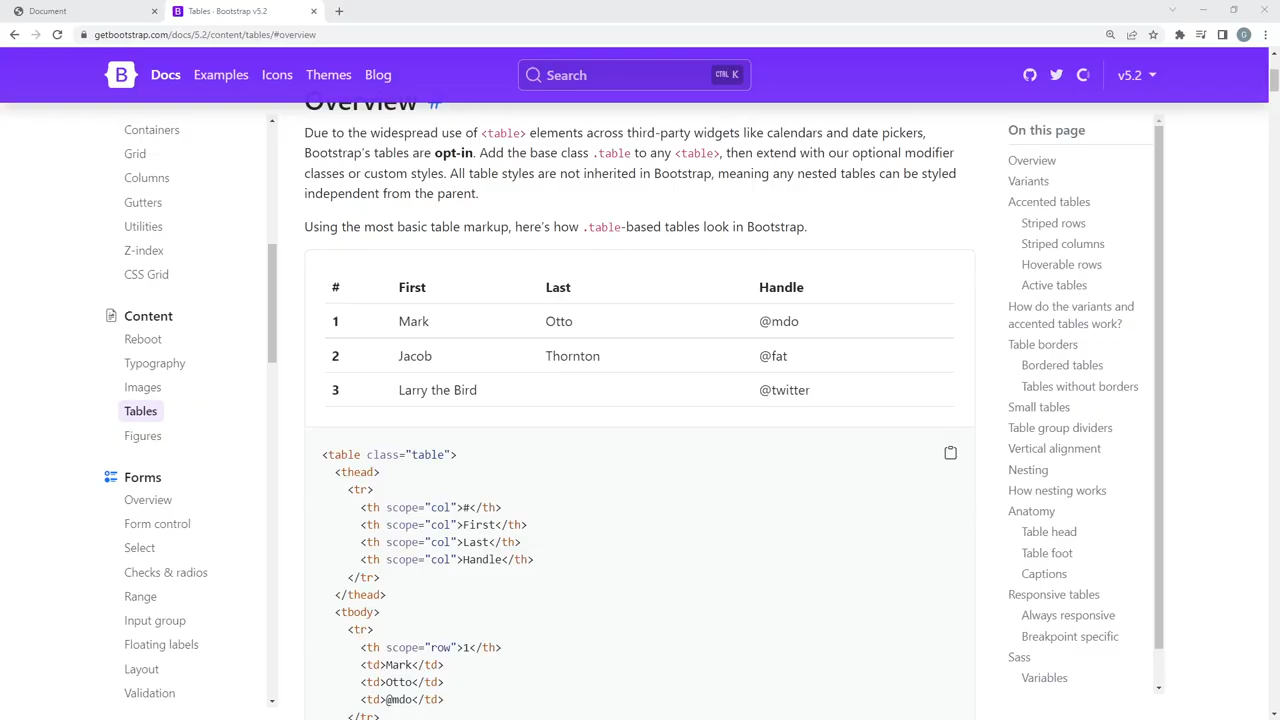 Document
Tables · Bootstrap v5.2
getbootstrap.com/docs/5.2/content/tables/#overview
G
B
Docs
Examples
Icons
Themes
Blog
Search
CTRL K
v5.2
Containers
Grid
Columns
Gutters
Utilities
Z-index
CSS Grid
Content
Reboot
Typography
Images
Tables
Figures
Forms
Overview
Form control
Select
Checks & radios
Range
Input group
Floating labels
Layout
Validation
Overview #
Due to the widespread use of <table> elements across third-party widgets like calendars and date pickers,
Bootstrap's tables are opt-in. Add the base class .table to any <table>, then extend with our optional modifier
classes or custom styles. All table styles are not inherited in Bootstrap, meaning any nested tables can be styled
independent from the parent.
Using the most basic table markup, here's how .table-based tables look in Bootstrap.
# First Last Handle
1 Mark Otto @mdo
2 Jacob Thornton @fat
3 Larry the Bird @twitter
<table class="table">
<thead>
<tr>
<th scope="col">#</th>
<th scope="col">First</th>
<th scope="col">Last</th>
<th scope="col">Handle</th>
</tr>
</thead>
<tbody>
<tr>
<th scope="row">1</th>
<td>Mark</td>
<td>Otto</td>
<td>@mdo</td>
</tr>
On this page
Overview
Variants
Accented tables
Striped rows
Striped columns
Hoverable rows
Active tables
How do the variants and
accented tables work?
Table borders
Bordered tables
Tables without borders
Small tables
Table group dividers
Vertical alignment
Nesting
How nesting works
Anatomy
Table head
Table foot
Captions
Responsive tables
Always responsive
Breakpoint specific
Sass
Variables